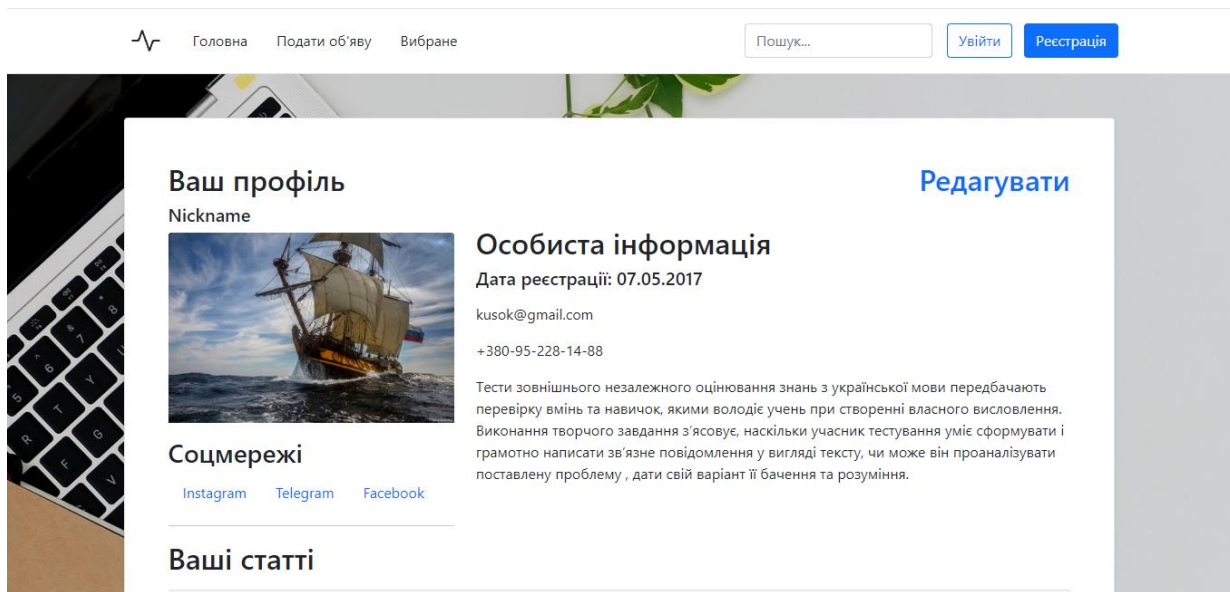 Головна Подати об'яву Вибране Пошук... Увійти Реєстрація
Ваш профіль
Редагувати
Nickname
Особиста інформація
Дата реєстрації: 07.05.2017
kusok@gmail.com
+380-95-228-14-88
Тести зовнішнього незалежного оцінювання знань з української мови передбачають
перевірку вмінь та навичок, якими володіє учень при створенні власного висловлення.
Виконання творчого завдання з'ясовує, наскільки учасник тестування уміє сформувати і
грамотно написати зв'язне повідомлення у вигляді тексту, чи може він проаналізувати
поставлену проблему , дати свій варіант її бачення та розуміння.
Соцмережі
Instagram Telegram Facebook
Ваші статті